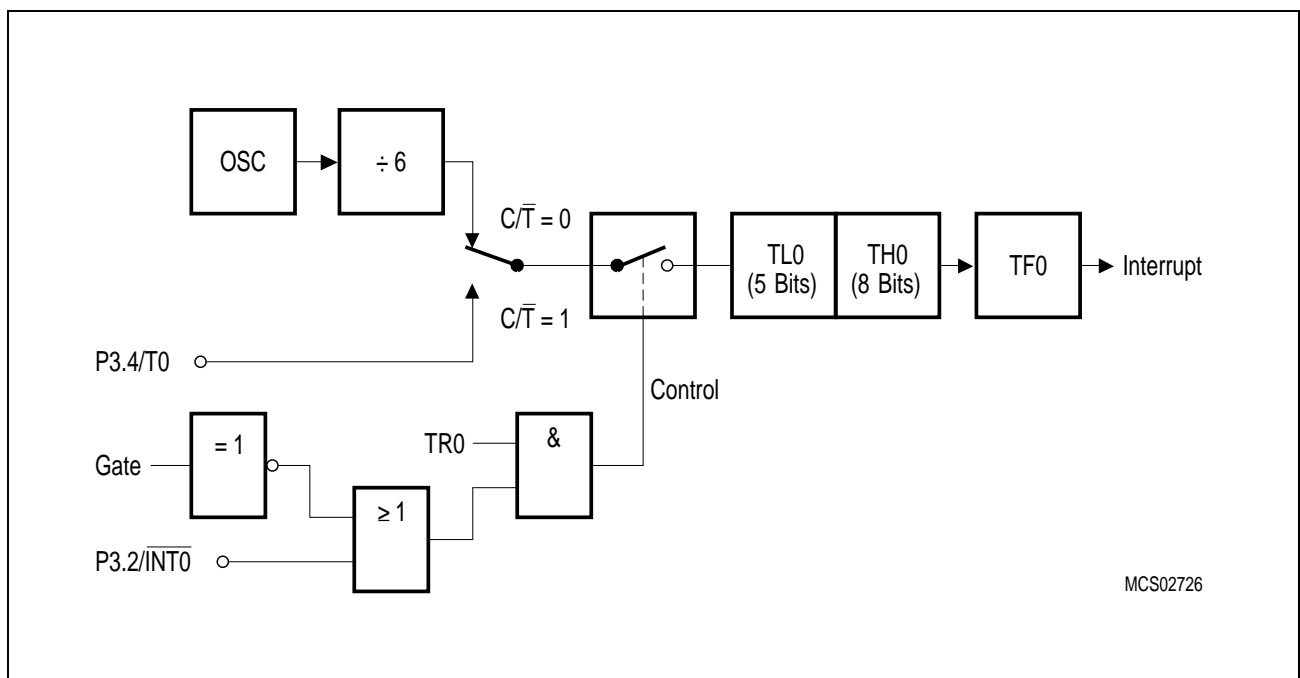 OSC
÷ 6
C/T̅ = 0
C/T̅ = 1
P3.4/T0
TL0
(5 Bits)
TH0
(8 Bits)
TF0
Interrupt
Control
Gate
= 1
TR0
&
≥ 1
P3.2/I̅N̅T̅0̅
MCS02726